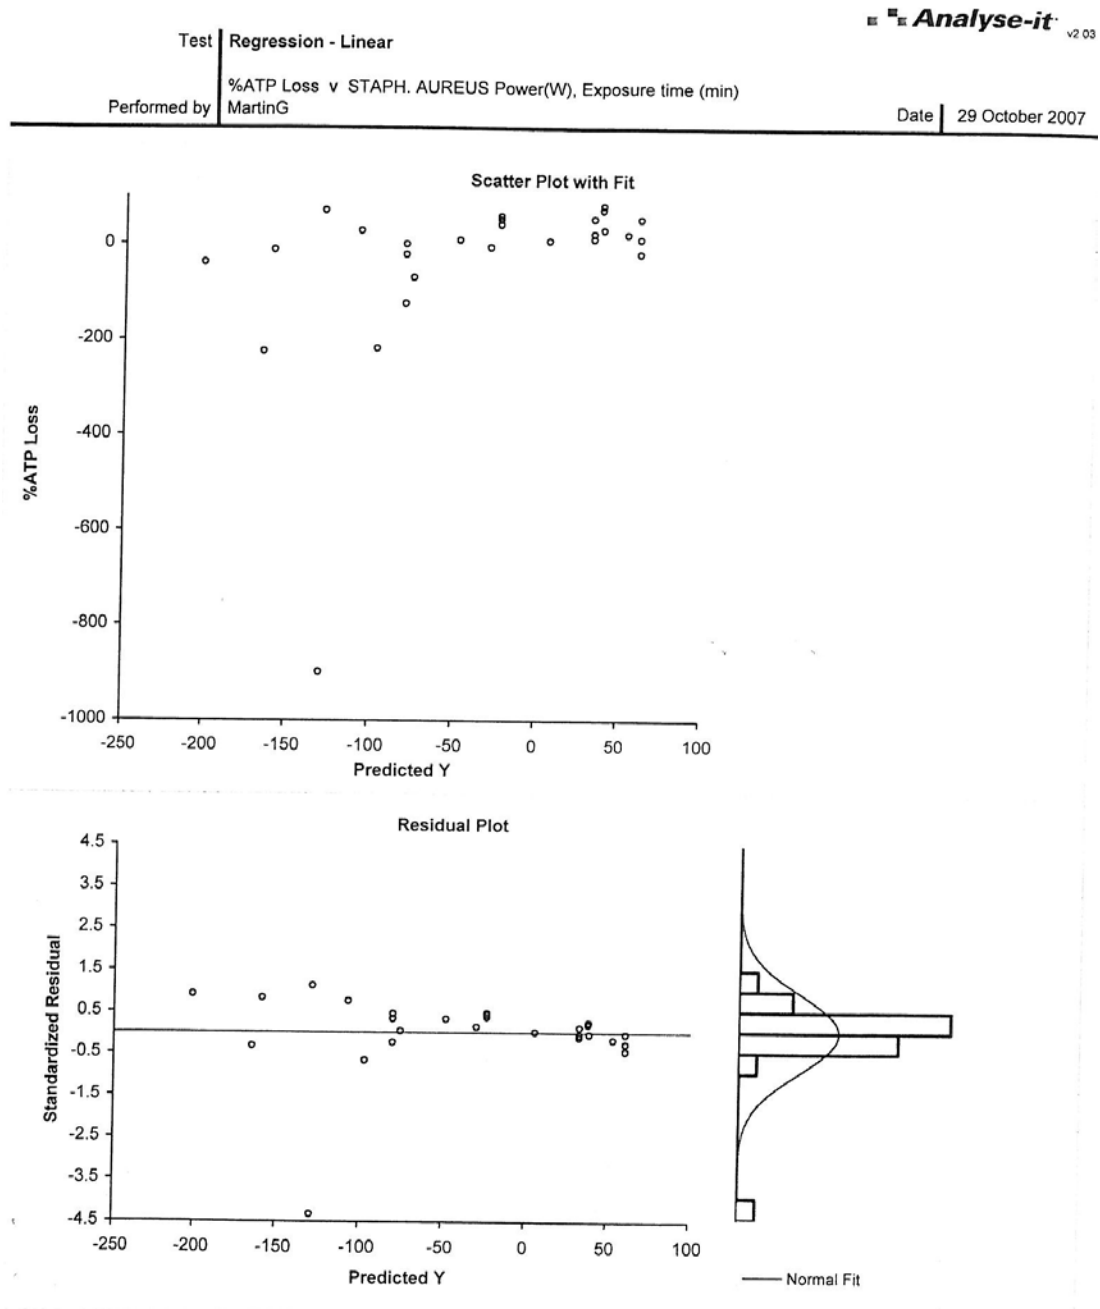 Analyse-it
v2 03
Test Regression - Linear
%ATP Loss v STAPH. AUREUS Power(W), Exposure time (min)
Performed by MartinG
Date 29 October 2007
Scatter Plot with Fit
0
-200
-400
-600
-800
-1000
%ATP Loss
-250 -200 -150 -100 -50 0 50 100
Predicted Y
Residual Plot
4.5
3.5
2.5
1.5
0.5
-0.5
-1.5
-2.5
-3.5
-4.5
Standardized Residual
-250 -200 -150 -100 -50 0 50 100
Predicted Y
Normal Fit